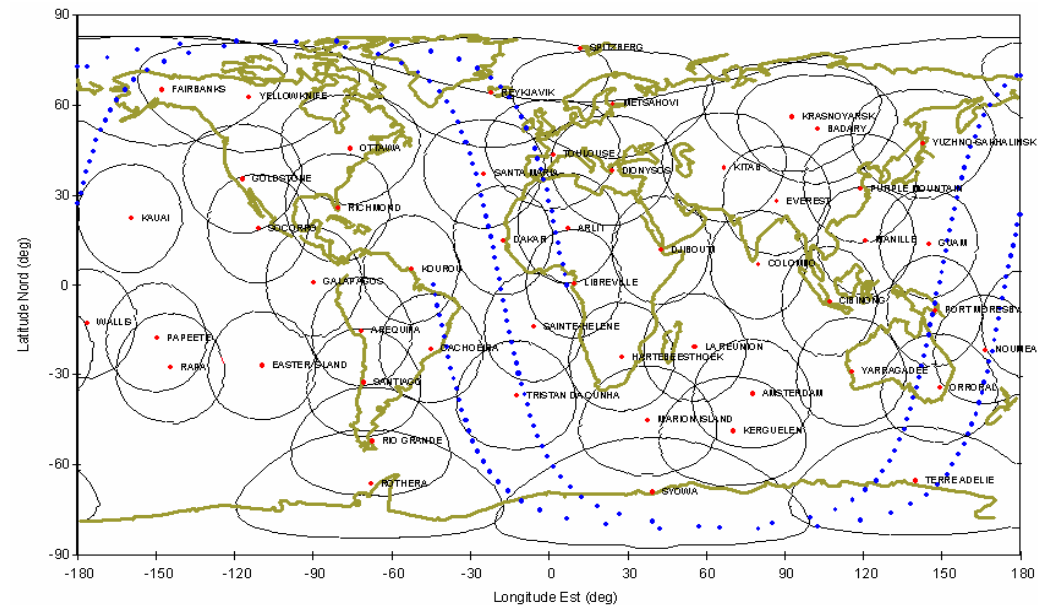 90
SPITZBERG
FAIRBANKS
YELLOWKNIFE
REYKJAVIK
METSAHOVI
60
KRASNOYARSK
BADARY
OTTAWA
TOULOUSE
YUZHNO-SAKHALINSK
GOLDSTONE
SANTA MARIA
DIONYSOS
KITAB
PURPLE MOUNTAIN
30
RICHMOND
EVEREST
KAUAI
SOCORRO
DAKAR
ARLIT
DJIBOUTI
MANILLE
GUAM
KOUROU
COLOMBO
Latitude Nord (deg)
0
GALAPAGOS
LIBREVILLE
CIBINONG
WALLIS
PAPEETE
AREQUIPA
SAINTE-HELENE
PORT MORESBY
CACHOEIRA
HARTEBEESTHOEK
LA REUNION
NOUMEA
-30
RAPA
EASTER ISLAND
SANTIAGO
YARRAGADEE
ORRORAL
TRISTAN DA CUNHA
AMSTERDAM
MARION ISLAND
KERGUELEN
RIO GRANDE
-60
ROTHERA
SYOWA
TERRE ADELIE
-90
-180 -150 -120 -90 -60 -30 0 30 60 90 120 150 180
Longitude Est (deg)